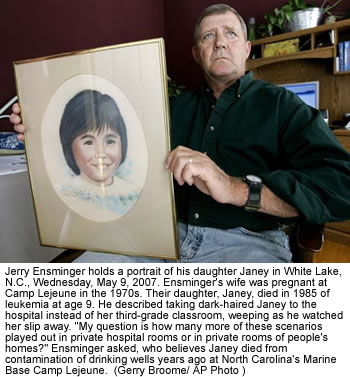 Jerry Ensminger holds a portrait of his daughter Janey in White Lake,
N.C., Wednesday, May 9, 2007. Ensminger's wife was pregnant at
Camp Lejeune in the 1970s. Their daughter, Janey, died in 1985 of
leukemia at age 9. He described taking dark-haired Janey to the
hospital instead of her third-grade classroom, weeping as he watched
her slip away. "My question is how many more of these scenarios
played out in private hospital rooms or in private rooms of people's
homes?" Ensminger asked, who believes Janey died from
contamination of drinking wells years ago at North Carolina's Marine
Base Camp Lejeune. (Gerry Broome/ AP Photo )